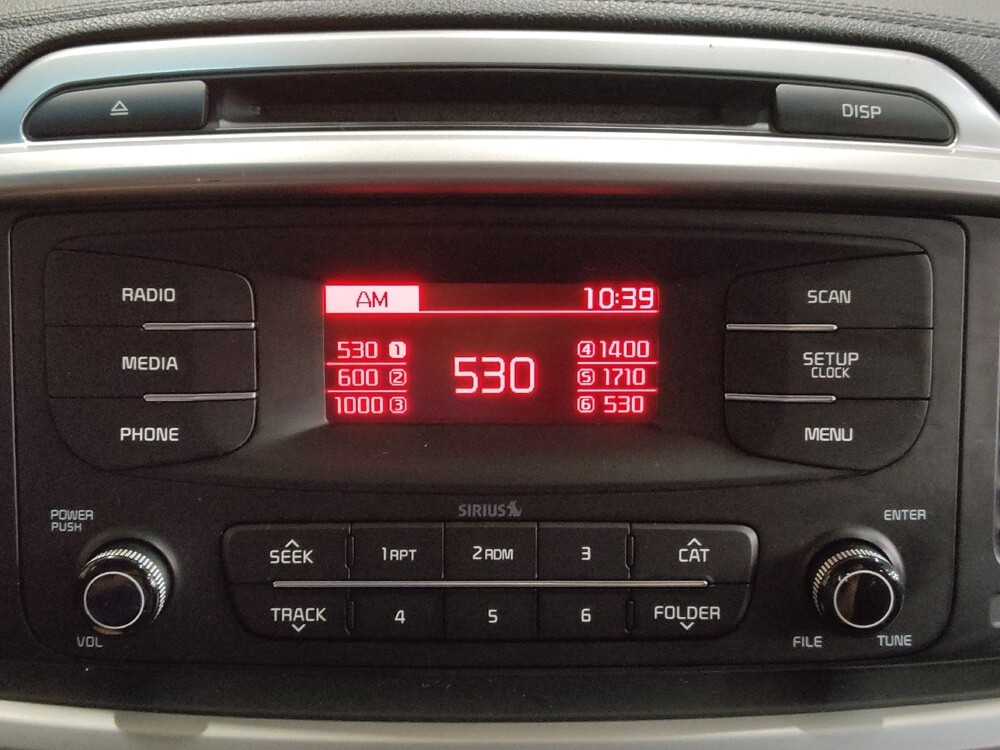 DISP
RADIO
MEDIA
PHONE
AM 10:39
530 1
600 2
1000 3
530
4 1400
5 1710
6 530
SCAN
SETUP
CLOCK
MENU
SIRIUS
POWER
PUSH
VOL
SEEK 1 RPT 2 RDM 3 CAT
TRACK 4 5 6 FOLDER
ENTER
FILE TUNE